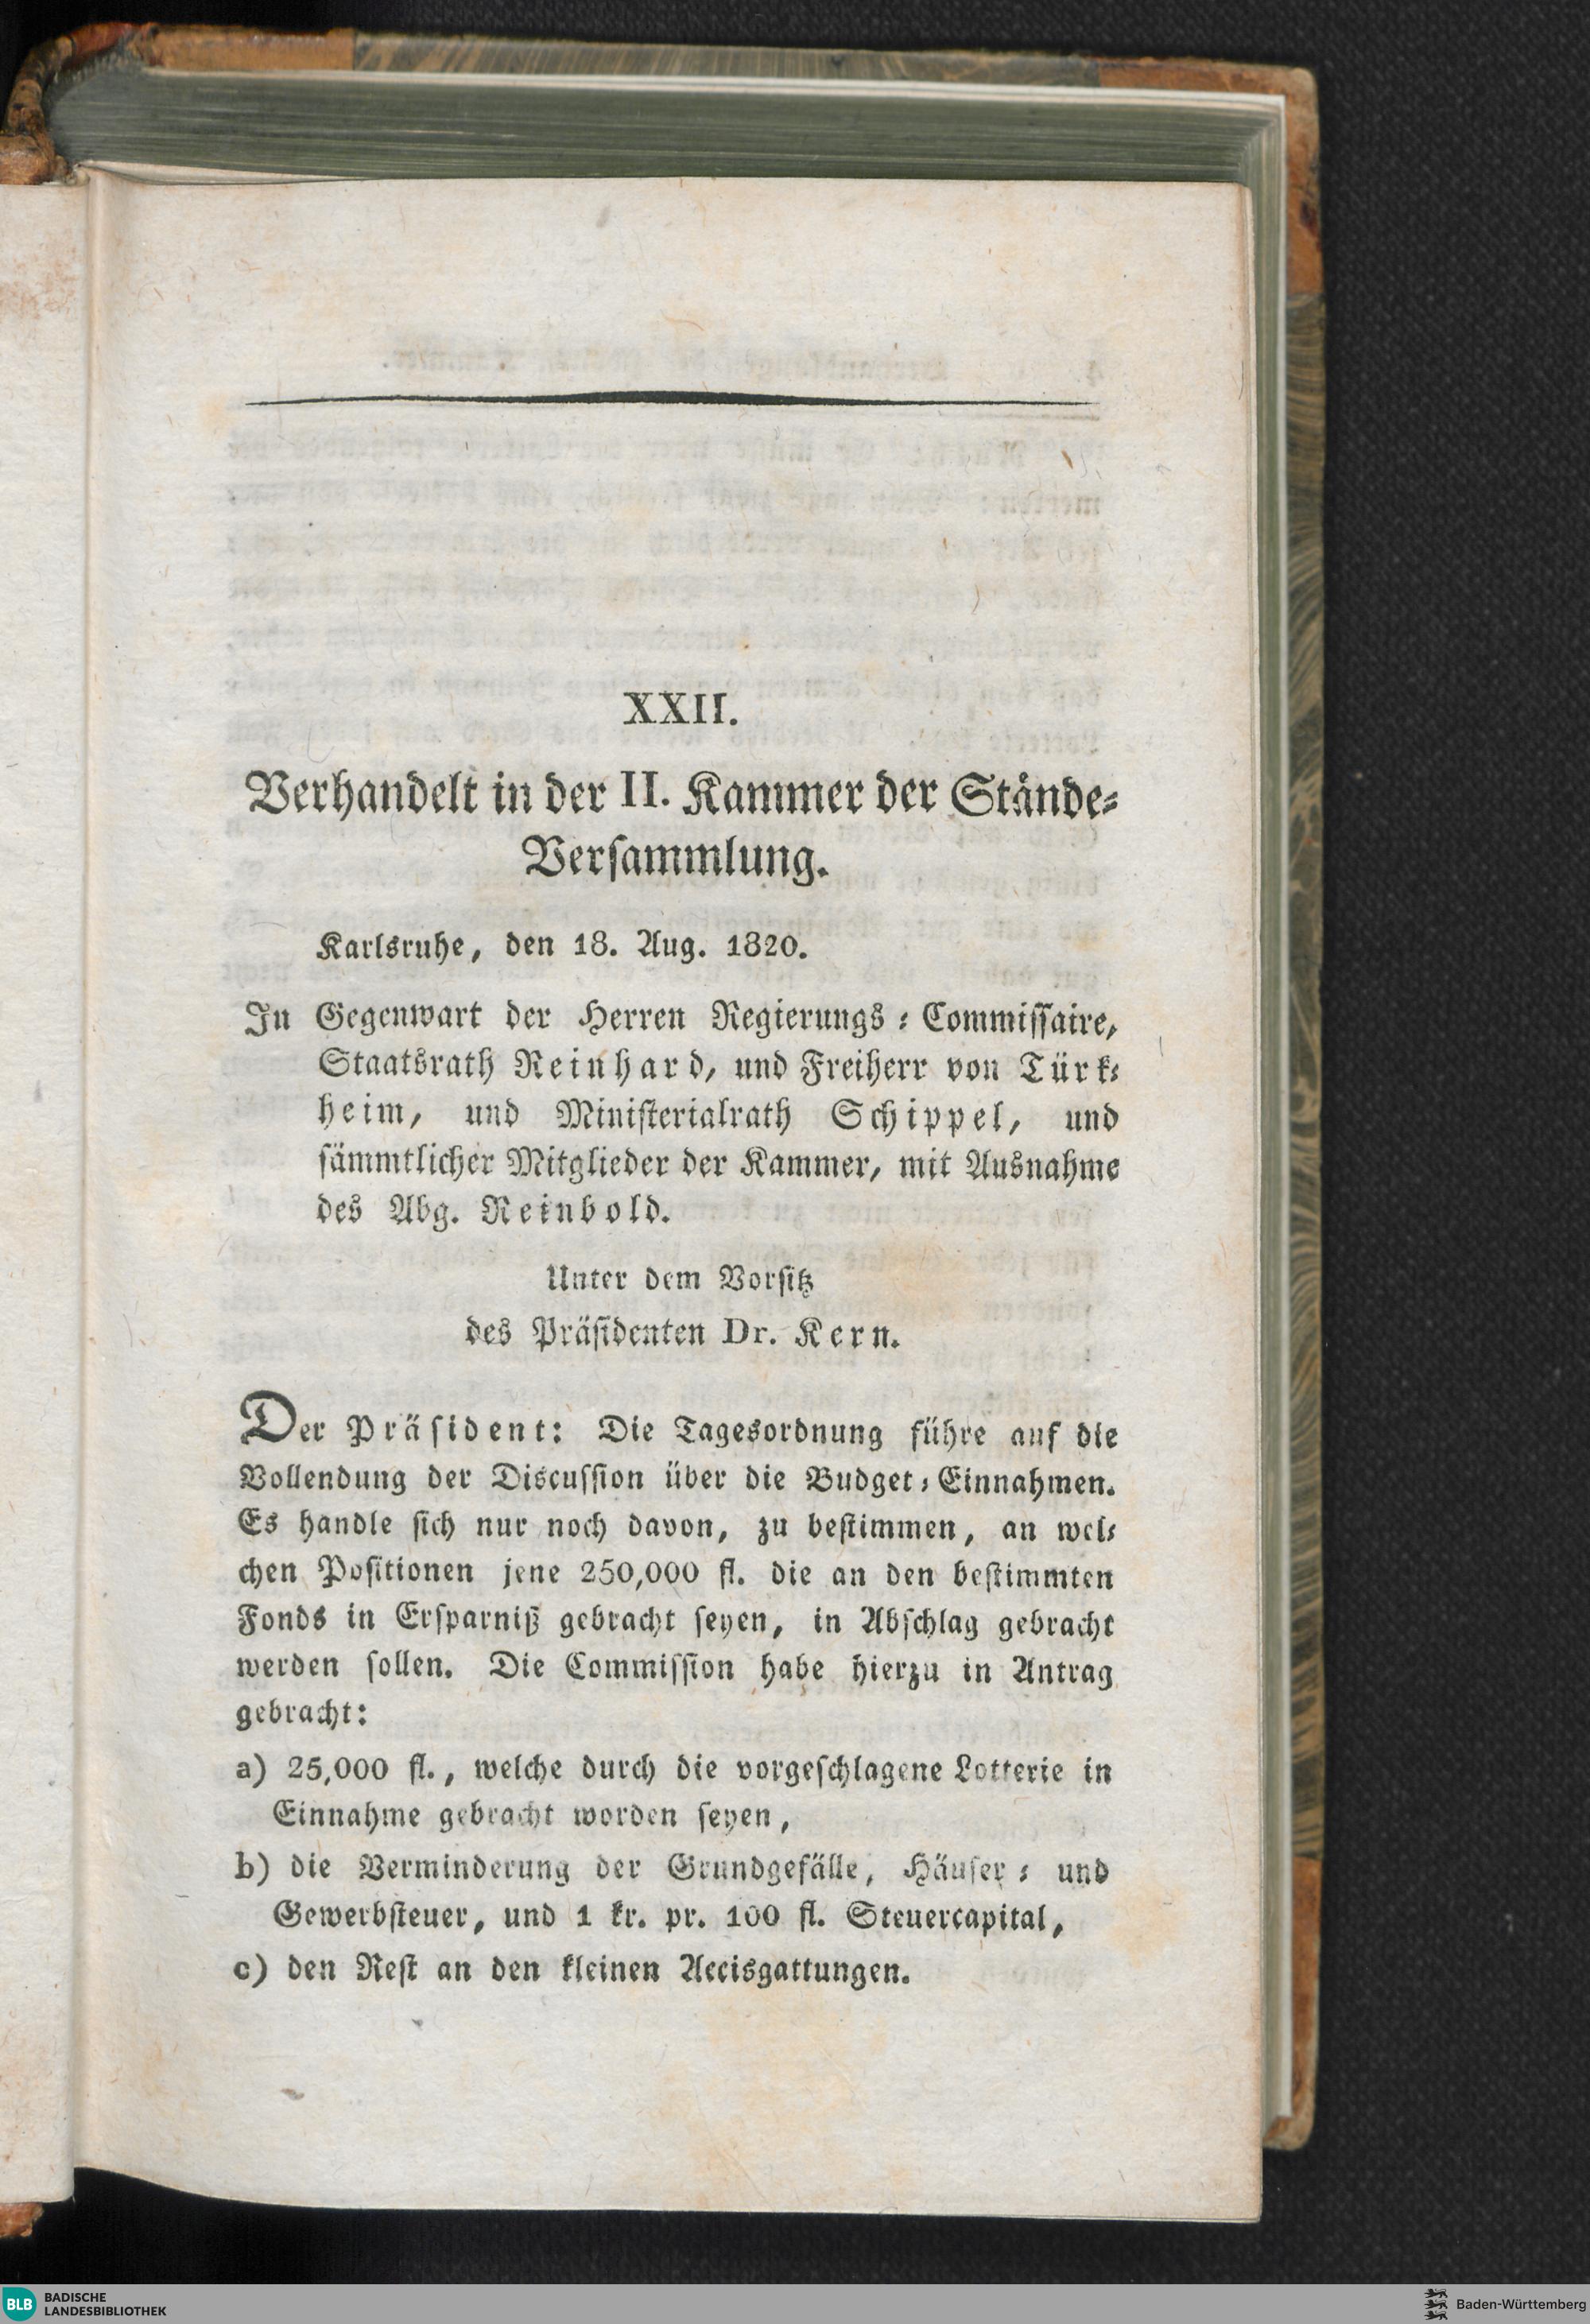 XXII.
Verhandelt in der II. Kammer der Stände-
Versammlung.
Karlsruhe, den 18. Aug. 1820.
In Gegenwart der Herren Regierungs-Commissaire,
Staatsrath Reinhard, und Freiherr von Türk-
heim, und Ministerialrath Schippel, und
sämmtlicher Mitglieder der Kammer, mit Ausnahme
des Abg. Reinbold.
Unter dem Vorsitz
des Präsidenten Dr. Kern.
Der Präsident: Die Tagesordnung führe auf die
Vollendung der Discussion über die Budget-Einnahmen.
Es handle sich nur noch davon, zu bestimmen, an wel-
chen Positionen jene 250,000 fl. die an den bestimmten
Fonds in Ersparniß gebracht seyen, in Abschlag gebracht
werden sollen. Die Commission habe hierzu in Antrag
gebracht:
a) 25,000 fl., welche durch die vorgeschlagene Lotterie in
Einnahme gebracht worden seyen,
b) die Verminderung der Grundgefälle, Häuser- und
Gewerbsteuer, und 1 kr. pr. 100 fl. Steuercapital,
c) den Rest an den kleinen Accisgattungen.
BLB BADISCHE
LANDESBIBLIOTHEK
Baden-Württemberg